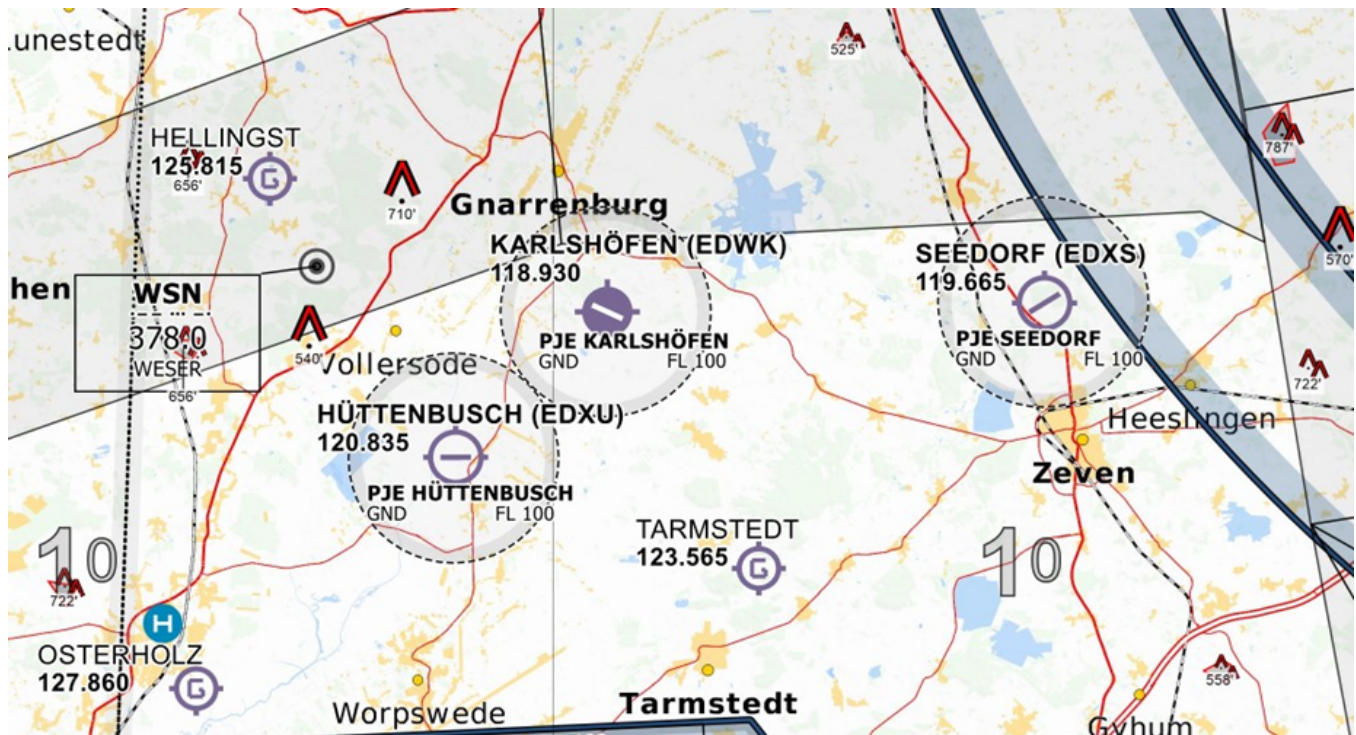 .unestedt
525'
HELLINGST
125.815
656'
787'
710'
Gnarrenburg
KARLSHÖFEN (EDWK)
118.930
SEEDORF (EDXS)
119.665
570'
hen
WSN
378.0
WESER
656'
540'
PJE KARLSHÖFEN
GND FL 100
PJE SEEDORF
GND FL 100
Vollersode
722'
HÜTTENBUSCH (EDXU)
120.835
Heeslingen
Zeven
PJE HÜTTENBUSCH
GND FL 100
TARMSTEDT
123.565
10
10
722'
H
OSTERHOLZ
127.860
558'
Tarmstedt
Worpswede
Gyhum